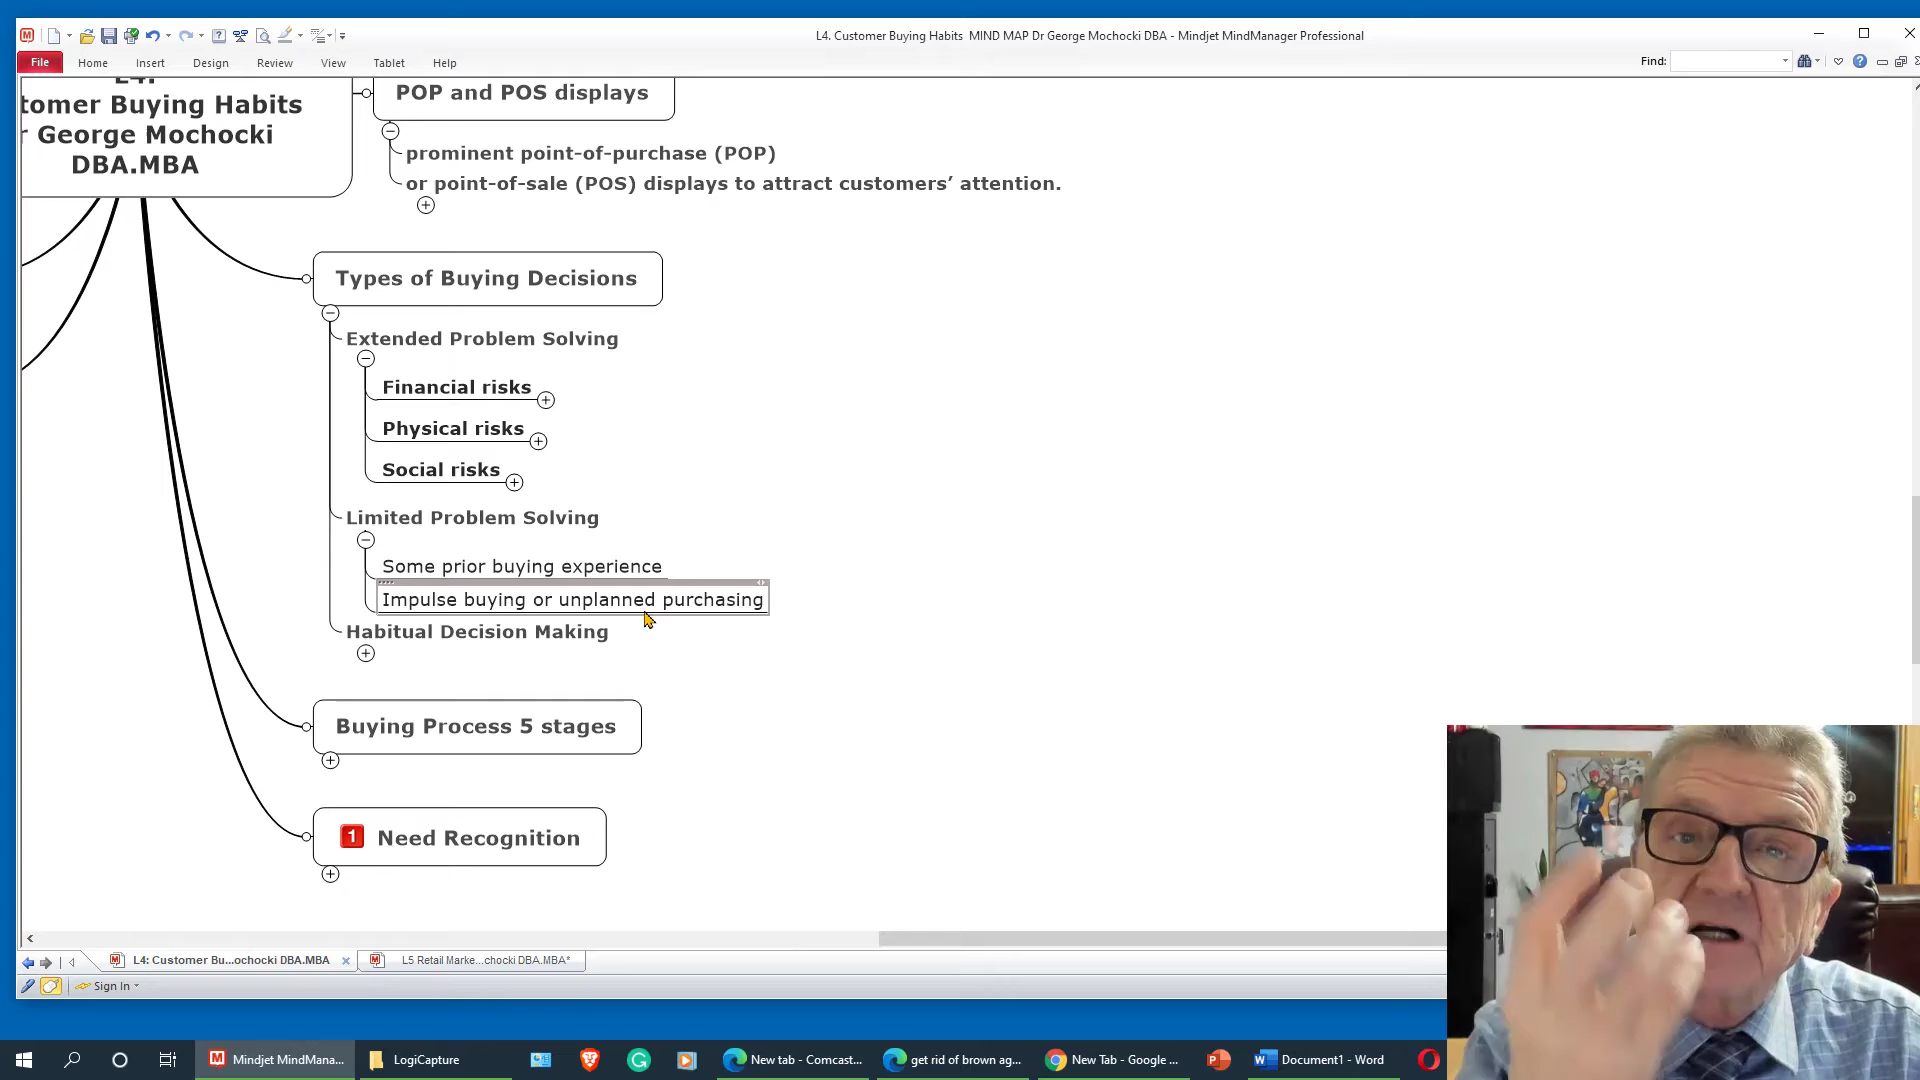 L4. Customer Buying Habits MIND MAP Dr George Mochocki DBA - Mindjet MindManager Professional
File Home Insert Design Review View Tablet Help
Find:
L4.
tomer Buying Habits
r George Mochocki
DBA.MBA
POP and POS displays
prominent point-of-purchase (POP)
or point-of-sale (POS) displays to attract customers’ attention.
Types of Buying Decisions
Extended Problem Solving
Financial risks
Physical risks
Social risks
Limited Problem Solving
Some prior buying experience
Impulse buying or unplanned purchasing
Habitual Decision Making
Buying Process 5 stages
1 Need Recognition
L4: Customer Bu...ochocki DBA.MBA
L5 Retail Marke...chocki DBA.MBA*
Sign In
Mindjet MindMana...
LogiCapture
New tab - Comcast...
get rid of brown ag...
New Tab - Google ...
Document1 - Word